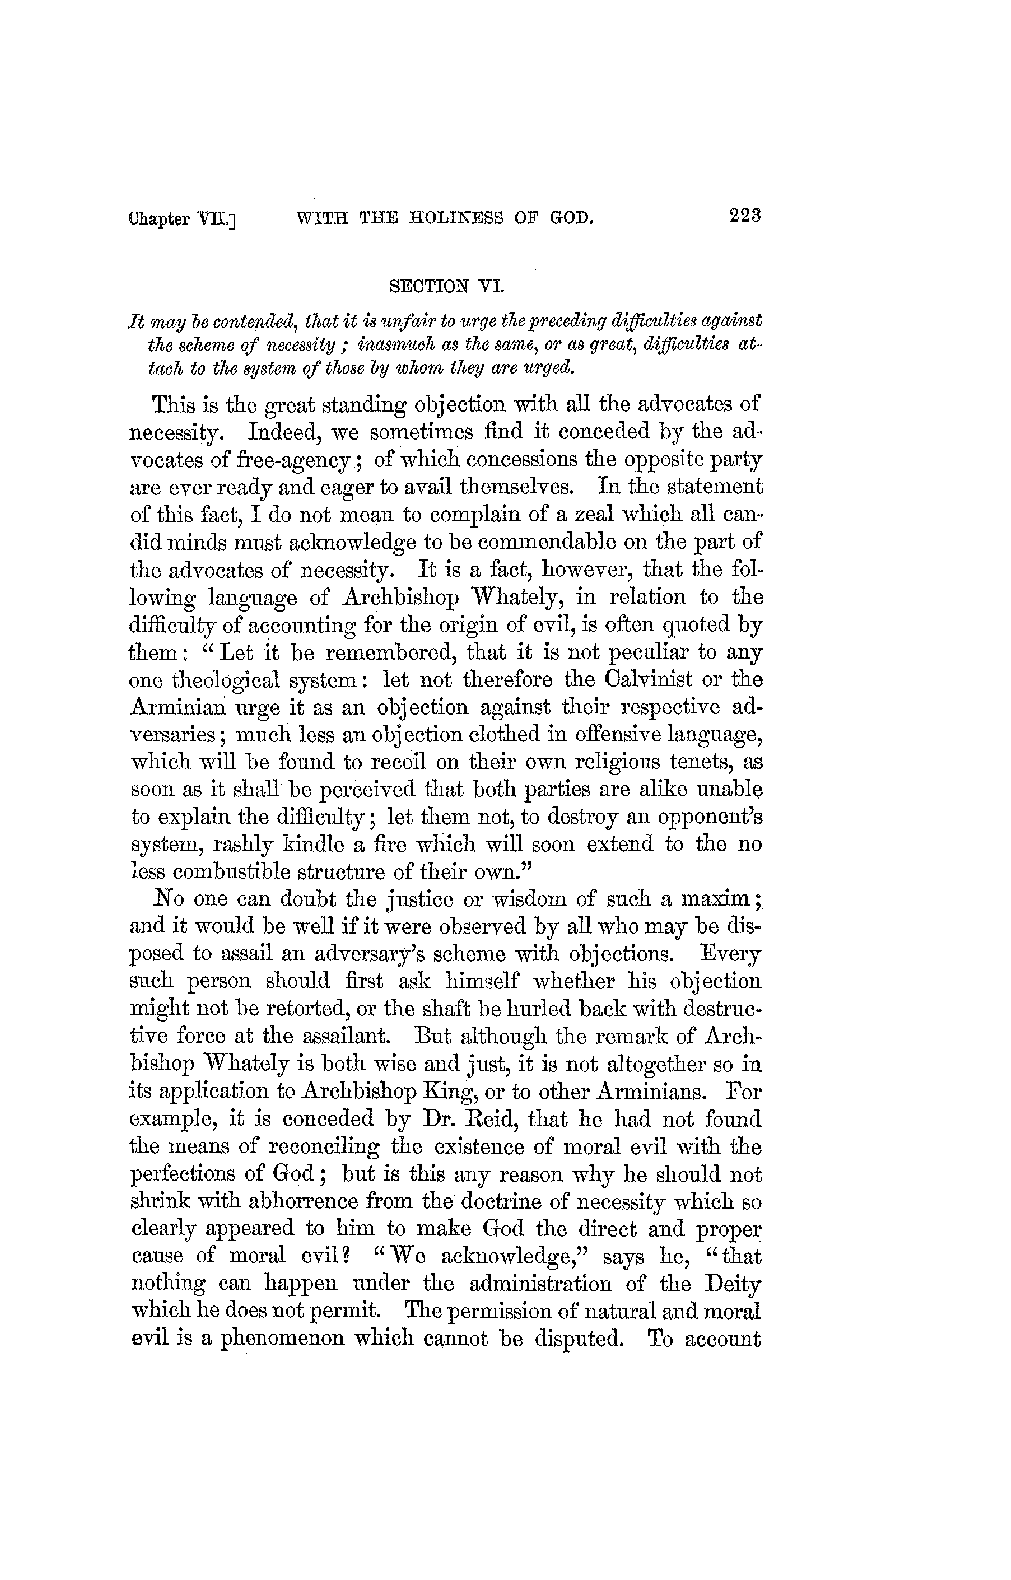 Chapter VII.] WITH THE HOLINESS OF GOD. 223
SECTION VI.
It may be contended, that it is unfair to urge the preceding difficulties against
the scheme of necessity ; inasmuch as the same, or as great, difficulties at-
tach to the system of those by whom they are urged.
This is the great standing objection with all the advocates of
necessity. Indeed, we sometimes find it conceded by the ad-
vocates of free-agency ; of which concessions the opposite party
are ever ready and eager to avail themselves. In the statement
of this fact, I do not mean to complain of a zeal which all can-
did minds must acknowledge to be commendable on the part of
the advocates of necessity. It is a fact, however, that the fol-
lowing language of Archbishop Whately, in relation to the
difficulty of accounting for the origin of evil, is often quoted by
them : “ Let it be remembered, that it is not peculiar to any
one theological system : let not therefore the Calvinist or the
Arminian urge it as an objection against their respective ad-
versaries ; much less an objection clothed in offensive language,
which will be found to recoil on their own religious tenets, as
soon as it shall be perceived that both parties are alike unable
to explain the difficulty ; let them not, to destroy an opponent’s
system, rashly kindle a fire which will soon extend to the no
less combustible structure of their own.”
No one can doubt the justice or wisdom of such a maxim ;
and it would be well if it were observed by all who may be dis-
posed to assail an adversary’s scheme with objections. Every
such person should first ask himself whether his objection
might not be retorted, or the shaft be hurled back with destruc-
tive force at the assailant. But although the remark of Arch-
bishop Whately is both wise and just, it is not altogether so in
its application to Archbishop King, or to other Arminians. For
example, it is conceded by Dr. Reid, that he had not found
the means of reconciling the existence of moral evil with the
perfections of God ; but is this any reason why he should not
shrink with abhorrence from the doctrine of necessity which so
clearly appeared to him to make God the direct and proper
cause of moral evil? “ We acknowledge,” says he, “ that
nothing can happen under the administration of the Deity
which he does not permit. The permission of natural and moral
evil is a phenomenon which cannot be disputed. To account